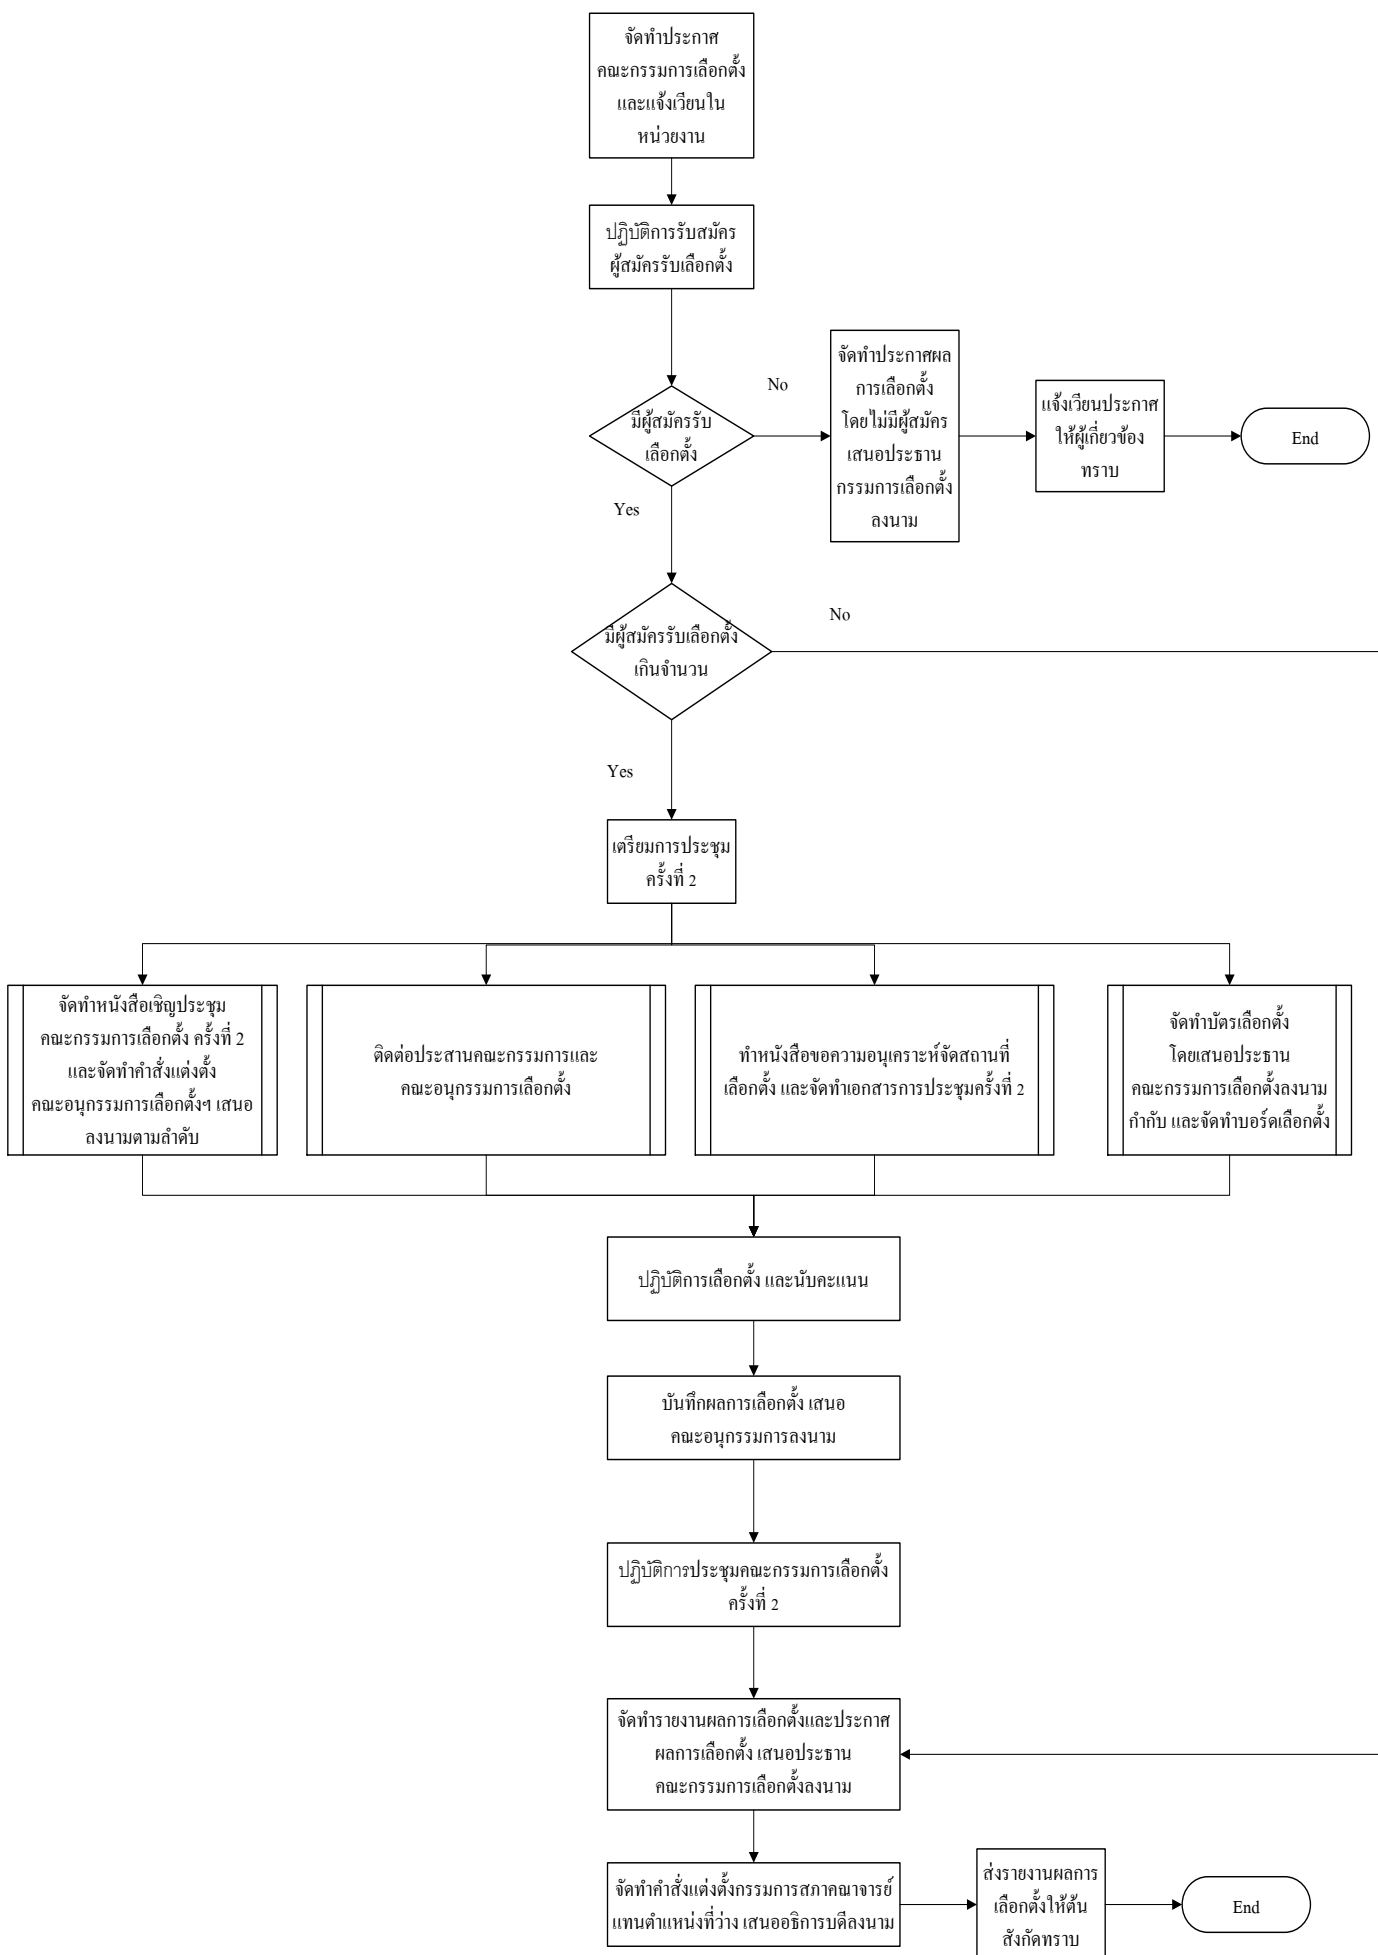 จัดทำประกาศ
คณะกรรมการเลือกตั้ง
และแจ้งเวียนใน
หน่วยงาน
ปฏิบัติการรับสมัคร
ผู้สมัครรับเลือกตั้ง
มีผู้สมัครรับ
เลือกตั้ง
No
จัดทำประกาศผล
การเลือกตั้ง
โดยไม่มีผู้สมัคร
เสนอประธาน
กรรมการเลือกตั้ง
ลงนาม
แจ้งเวียนประกาศ
ให้ผู้เกี่ยวข้อง
ทราบ
End
Yes
มีผู้สมัครรับเลือกตั้ง
เกินจำนวน
No
Yes
เตรียมการประชุม
ครั้งที่ 2
จัดทำหนังสือเชิญประชุม
คณะกรรมการเลือกตั้ง ครั้งที่ 2
และจัดทำคำสั่งแต่งตั้ง
คณะอนุกรรมการเลือกตั้งฯ เสนอ
ลงนามตามลำดับ
ติดต่อประสานคณะกรรมการและ
คณะอนุกรรมการเลือกตั้ง
ทำหนังสือขอความอนุเคราะห์จัดสถานที่
เลือกตั้ง และจัดทำเอกสารการประชุมครั้งที่ 2
จัดทำบัตรเลือกตั้ง
โดยเสนอประธาน
คณะกรรมการเลือกตั้งลงนาม
กำกับ และจัดทำบอร์ดเลือกตั้ง
ปฏิบัติการเลือกตั้ง และนับคะแนน
บันทึกผลการเลือกตั้ง เสนอ
คณะอนุกรรมการลงนาม
ปฏิบัติการประชุมคณะกรรมการเลือกตั้ง
ครั้งที่ 2
จัดทำรายงานผลการเลือกตั้งและประกาศ
ผลการเลือกตั้ง เสนอประธาน
คณะกรรมการเลือกตั้งลงนาม
จัดทำคำสั่งแต่งตั้งกรรมการสภาคณาจารย์
แทนตำแหน่งที่ว่าง เสนออธิการบดีลงนาม
ส่งรายงานผลการ
เลือกตั้งให้ต้น
สังกัดทราบ
End